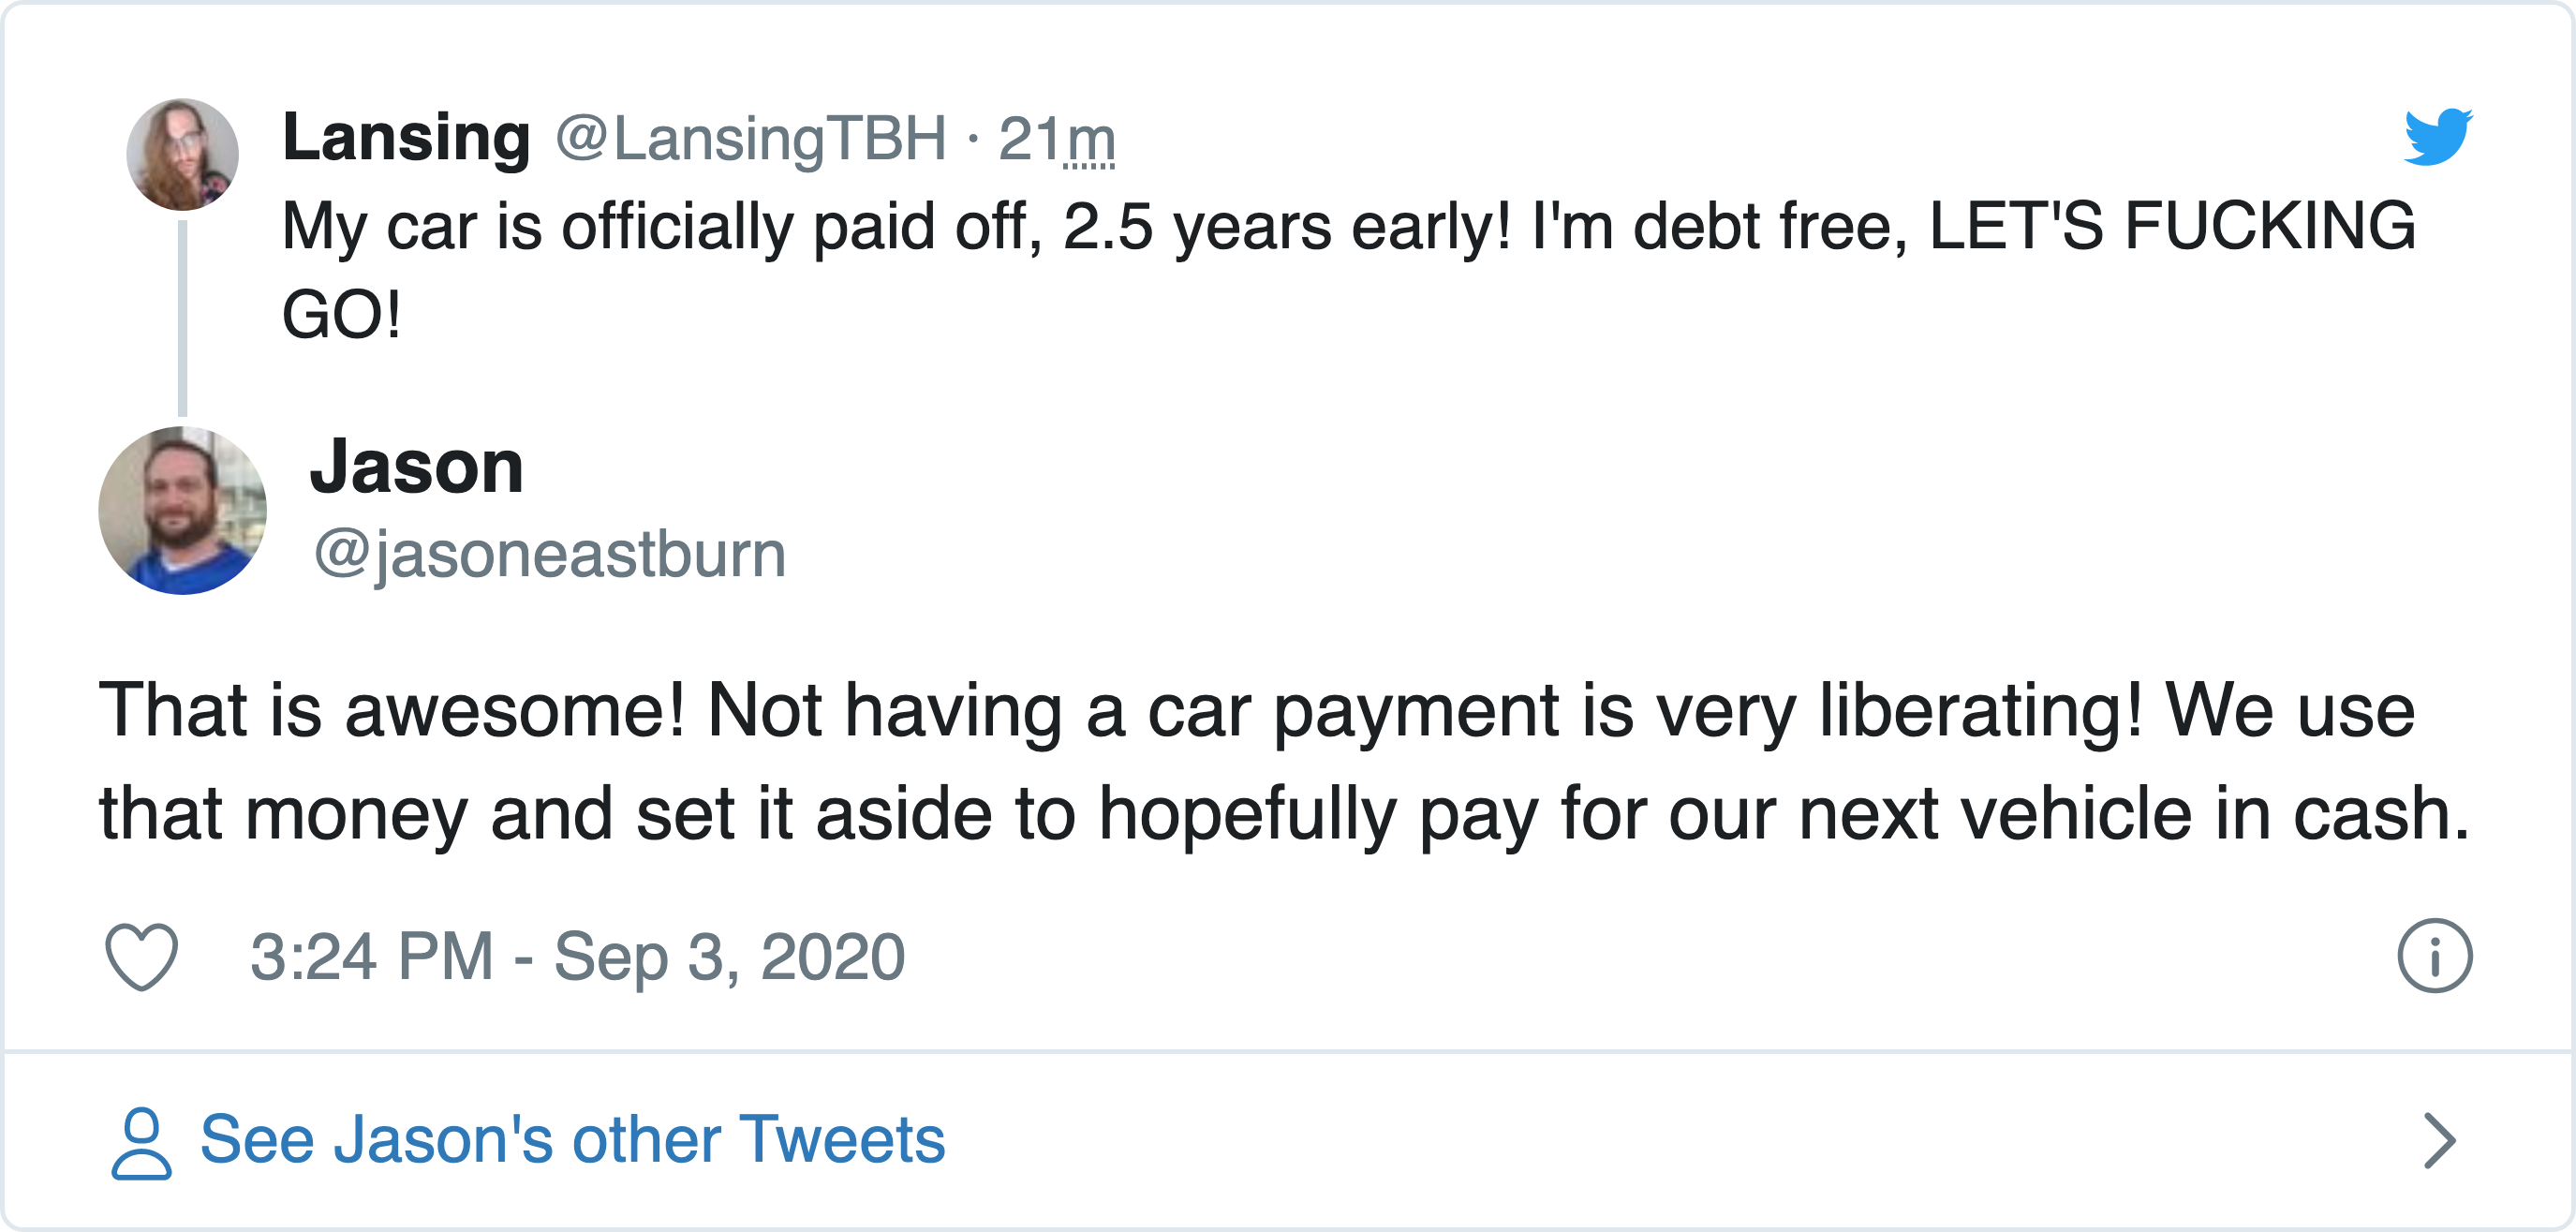 Lansing @LansingTBH · 21m
My car is officially paid off, 2.5 years early! I'm debt free, LET'S FUCKING
GO!
Jason
@jasoneastburn
That is awesome! Not having a car payment is very liberating! We use
that money and set it aside to hopefully pay for our next vehicle in cash.
3:24 PM - Sep 3, 2020
See Jason's other Tweets